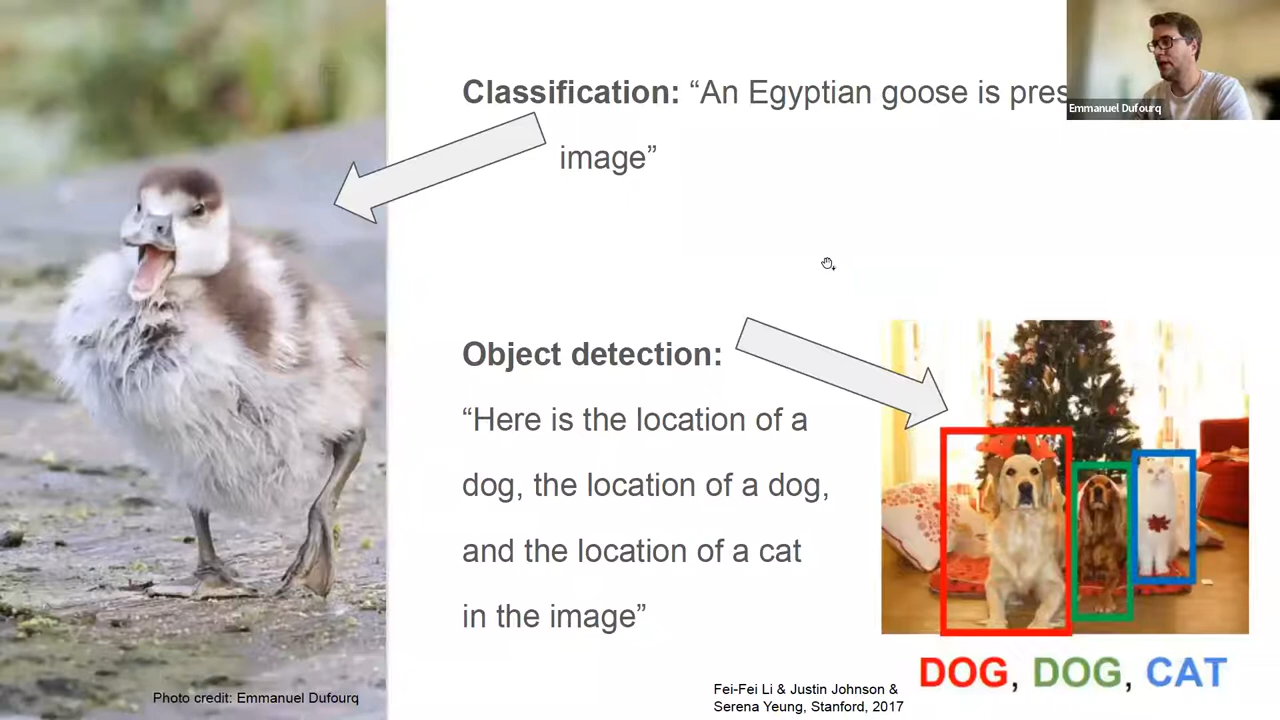 Classification: “An Egyptian goose is pres
image”
Emmanuel Dufourq
Object detection:
“Here is the location of a
dog, the location of a dog,
and the location of a cat
in the image”
DOG, DOG, CAT
Photo credit: Emmanuel Dufourq
Fei-Fei Li & Justin Johnson &
Serena Yeung, Stanford, 2017